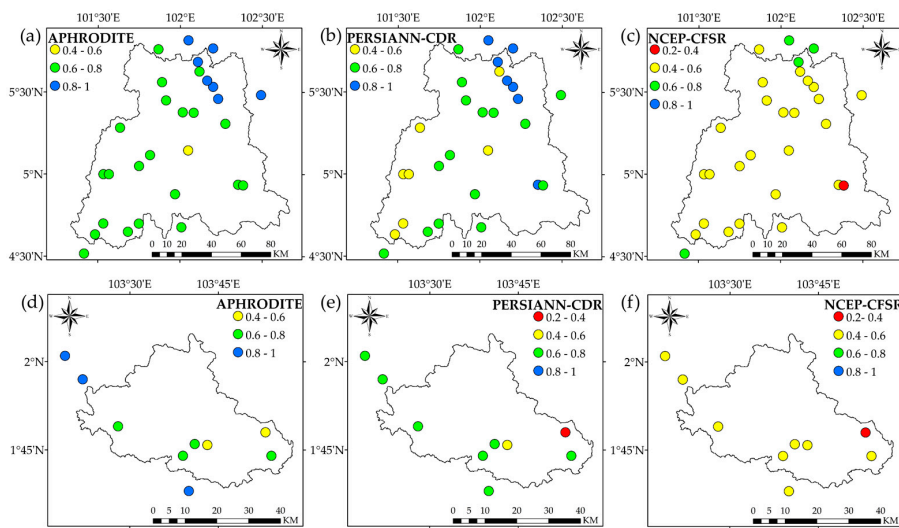 101°30'E 102°E 102°30'E
101°30'E 102°E 102°30'E
101°30'E 102°E 102°30'E
(a) APHRODITE
0.4 - 0.6
0.6 - 0.8
0.8 - 1
(b) PERSIANN-CDR
0.4 - 0.6
0.6 - 0.8
0.8 - 1
(c) NCEP-CFSR
0.2 - 0.4
0.4 - 0.6
0.6 - 0.8
0.8 - 1
5°30'N
5°N
4°30'N
0 10 20 40 60 80
KM
0 10 20 40 60 80
KM
0 10 20 40 60 80
KM
103°30'E 103°45'E
103°30'E 103°45'E
103°30'E 103°45'E
(d) APHRODITE
0.4 - 0.6
0.6 - 0.8
0.8 - 1
(e) PERSIANN-CDR
0.2 - 0.4
0.4 - 0.6
0.6 - 0.8
0.8 - 1
(f) NCEP-CFSR
0.2 - 0.4
0.4 - 0.6
0.6 - 0.8
0.8 - 1
2°N
1°45'N
0 5 10 20 30 40
KM
0 5 10 20 30 40
KM
0 5 10 20 30 40
KM